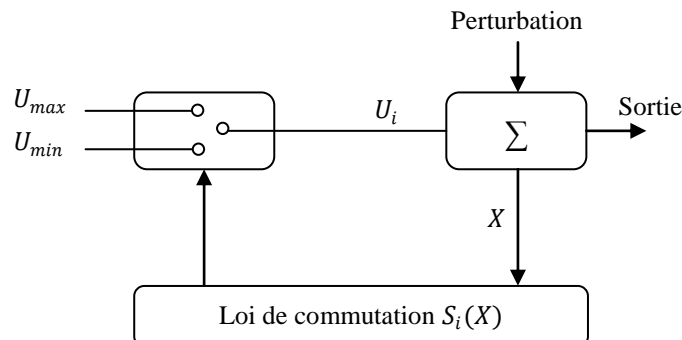 Perturbation
U_max
U_i
Sortie
U_min
∑
X
Loi de commutation S_i(X)